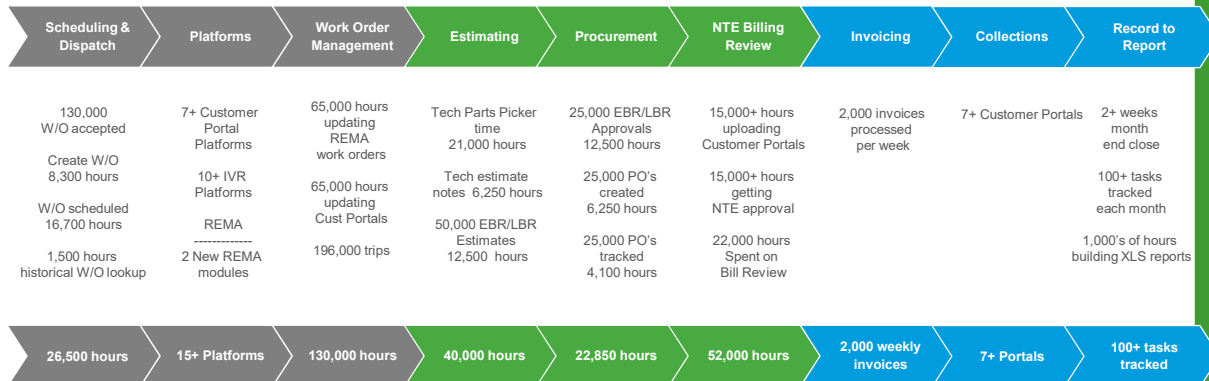 Scheduling &
Dispatch
Platforms
Work Order
Management
Estimating
Procurement
NTE Billing
Review
Invoicing
Collections
Record to
Report
130,000
W/O accepted
Create W/O
8,300 hours
W/O scheduled
16,700 hours
1,500 hours
historical W/O lookup
7+ Customer
Portal
Platforms
10+ IVR
Platforms
REMA
-------------
2 New REMA
modules
65,000 hours
updating
REMA
work orders
65,000 hours
updating
Cust Portals
196,000 trips
Tech Parts Picker
time
21,000 hours
Tech estimate
notes 6,250 hours
50,000 EBR/LBR
Estimates
12,500 hours
25,000 EBR/LBR
Approvals
12,500 hours
25,000 PO's
created
6,250 hours
25,000 PO's
tracked
4,100 hours
15,000+ hours
uploading
Customer Portals
15,000+ hours
getting
NTE approval
22,000 hours
Spent on
Bill Review
2,000 invoices
processed
per week
7+ Customer Portals
2+ weeks
month
end close
100+ tasks
tracked
each month
1,000's of hours
building XLS reports
26,500 hours
15+ Platforms
130,000 hours
40,000 hours
22,850 hours
52,000 hours
2,000 weekly
invoices
7+ Portals
100+ tasks
tracked